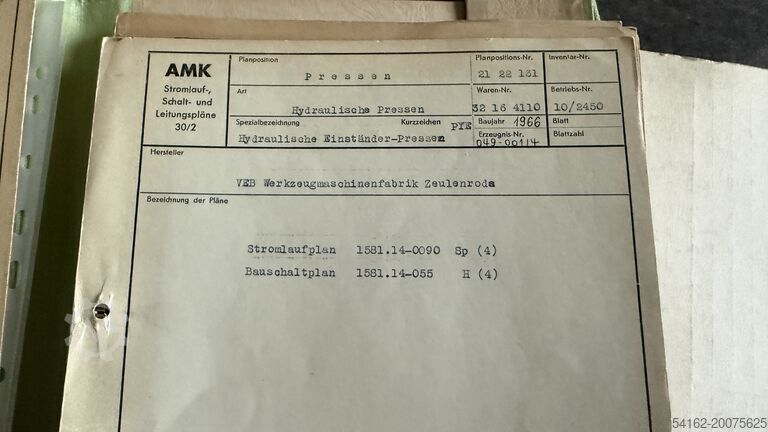 AMK
Stromlauf-,
Schalt- und
Leitungspläne
30/2
Planposition
Pressen
Planpositions-Nr.
21 22 131
Inventar-Nr.
Art
Hydraulische Pressen
Waren-Nr.
32 16 4110
Betriebs-Nr.
10/2450
Spezialbezeichnung
Kurzzeichen
Hydraulische Einständer-Pressen
PYE
Baujahr 1966
Blatt
Erzeugnis-Nr.
049-001/4
Blattzahl
Hersteller
VEB Werkzeugmaschinenfabrik Zeulenroda
Bezeichnung der Pläne
Stromlaufplan 1581.14-0090 Sp (4)
Bauschaltplan 1581.14-055 H (4)
54162-20075625